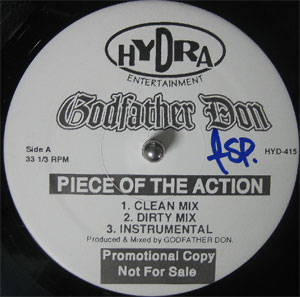 HYDRA
ENTERTAINMENT
Godfather Don
Side A
33 1/3 RPM
asp.
HYD-415
PIECE OF THE ACTION
1. CLEAN MIX
2. DIRTY MIX
3. INSTRUMENTAL
Produced & Mixed by GODFATHER DON.
Promotional Copy
Not For Sale